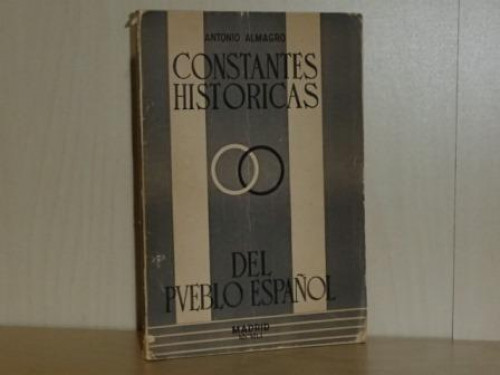 ANTONIO ALMAGRO
CONSTANTES
HISTORICAS
DEL
PVEBLO ESPAÑOL
MADRID